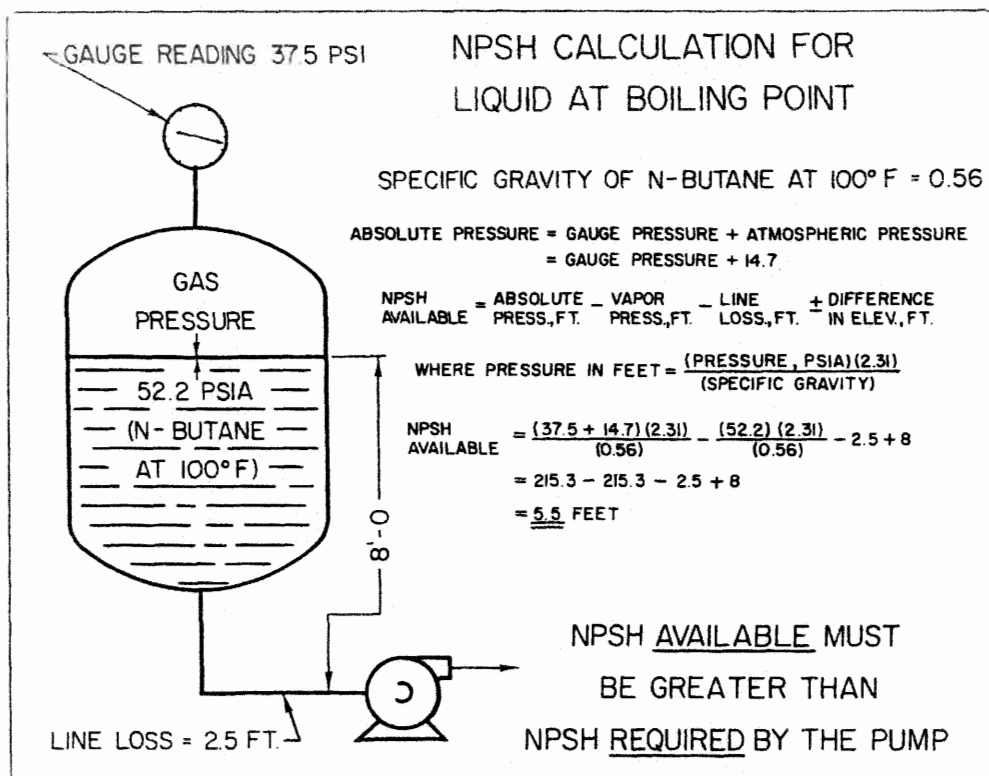 GAUGE READING 37.5 PSI
NPSH CALCULATION FOR
LIQUID AT BOILING POINT
SPECIFIC GRAVITY OF N-BUTANE AT 100° F = 0.56
ABSOLUTE PRESSURE = GAUGE PRESSURE + ATMOSPHERIC PRESSURE
= GAUGE PRESSURE + 14.7
NPSH AVAILABLE = ABSOLUTE PRESS., FT. - VAPOR PRESS., FT. - LINE LOSS., FT. ± DIFFERENCE IN ELEV., FT.
WHERE PRESSURE IN FEET = (PRESSURE, PSIA)(2.31) / (SPECIFIC GRAVITY)
NPSH AVAILABLE = (37.5 + 14.7)(2.31) / (0.56) - (52.2)(2.31) / (0.56) - 2.5 + 8
= 215.3 - 215.3 - 2.5 + 8
= 5.5 FEET
GAS
PRESSURE
52.2 PSIA
(N-BUTANE
AT 100°F)
8'-0
LINE LOSS = 2.5 FT.
NPSH AVAILABLE MUST
BE GREATER THAN
NPSH REQUIRED BY THE PUMP